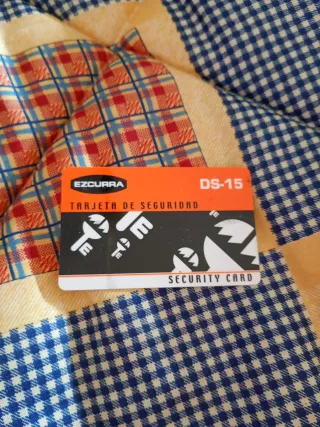 EZCURRA
DS-15
TARJETA DE SEGURIDAD
SECURITY CARD